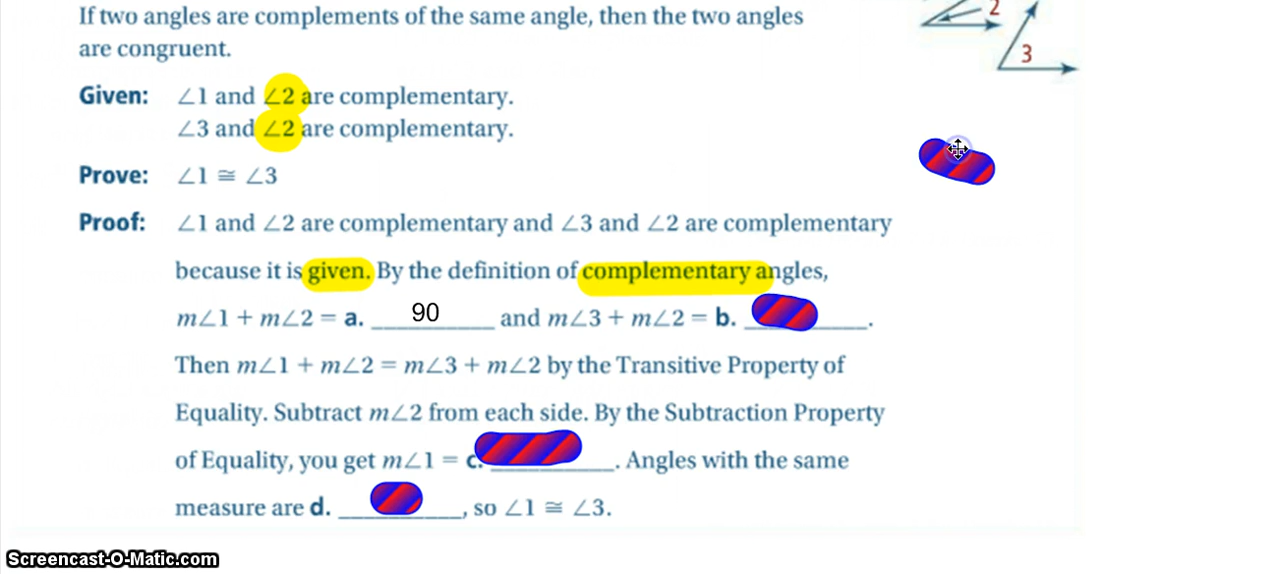 If two angles are complements of the same angle, then the two angles
are congruent.
2
3
Given: ∠1 and ∠2 are complementary.
∠3 and ∠2 are complementary.
Prove: ∠1 ≅ ∠3
Proof: ∠1 and ∠2 are complementary and ∠3 and ∠2 are complementary
because it is given. By the definition of complementary angles,
m∠1 + m∠2 = a. 90 and m∠3 + m∠2 = b. ________.
Then m∠1 + m∠2 = m∠3 + m∠2 by the Transitive Property of
Equality. Subtract m∠2 from each side. By the Subtraction Property
of Equality, you get m∠1 = c. ________. Angles with the same
measure are d. ________, so ∠1 ≅ ∠3.
Screencast-O-Matic.com